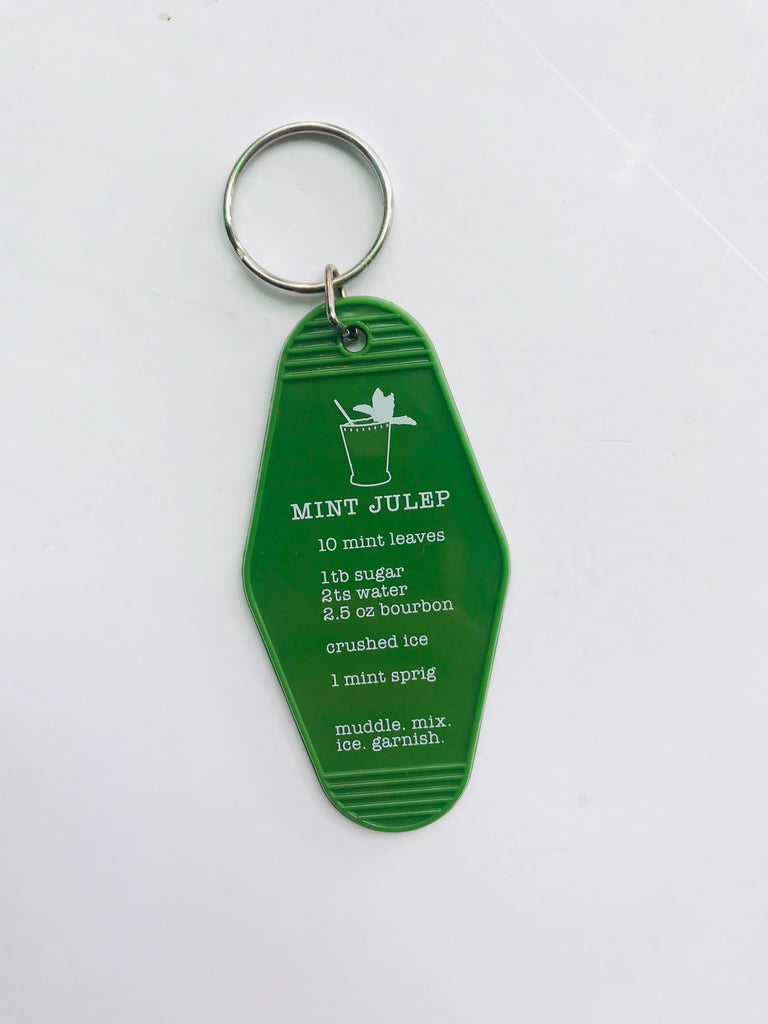 MINT JULEP
10 mint leaves
1tb sugar
2ts water
2.5 oz bourbon
crushed ice
1 mint sprig
muddle. mix.
ice. garnish.